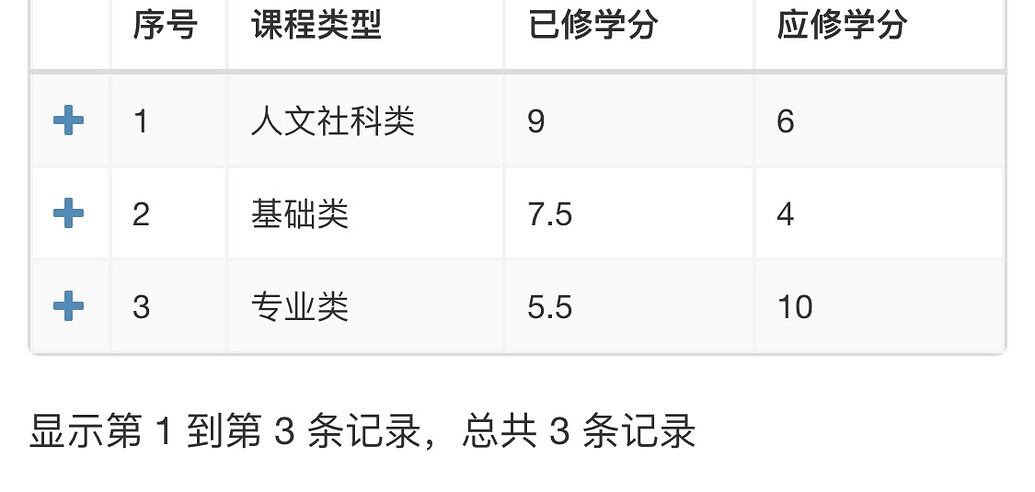 序号 课程类型 已修学分 应修学分
1 人文社科类 9 6
2 基础类 7.5 4
3 专业类 5.5 10
显示第 1 到第 3 条记录，总共 3 条记录